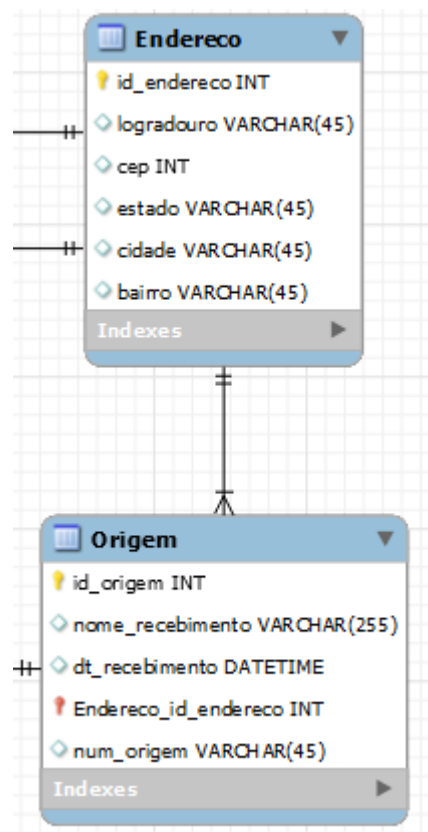 Endereco
id_endereco INT
logradouro VARCHAR(45)
cep INT
estado VARCHAR(45)
cidade VARCHAR(45)
bairro VARCHAR(45)
Indexes
Origem
id_origem INT
nome_recebimento VARCHAR(255)
dt_recebimento DATETIME
Endereco_id_endereco INT
num_origem VARCHAR(45)
Indexes